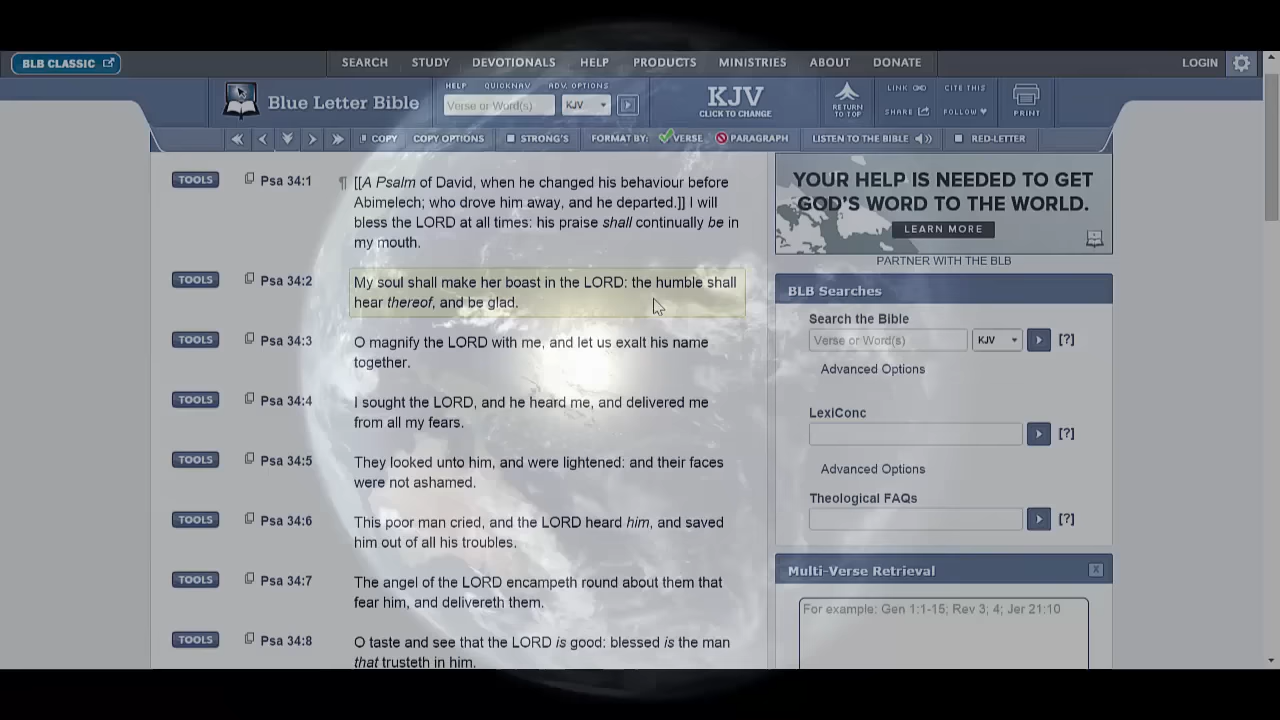 BLB CLASSIC
SEARCH STUDY DEVOTIONALS HELP PRODUCTS MINISTRIES ABOUT DONATE
LOGIN
Blue Letter Bible
HELP QUICKNAV ADV. OPTIONS
Verse or Word(s) KJV
KJV
CLICK TO CHANGE
RETURN
TO TOP
LINK CITE THIS
SHARE FOLLOW
PRINT
COPY COPY OPTIONS STRONG'S FORMAT BY: VERSE PARAGRAPH LISTEN TO THE BIBLE RED-LETTER
TOOLS Psa 34:1 ¶ [[A Psalm of David, when he changed his behaviour before
Abimelech; who drove him away, and he departed.]] I will
bless the LORD at all times: his praise shall continually be in
my mouth.
TOOLS Psa 34:2 My soul shall make her boast in the LORD: the humble shall
hear thereof, and be glad.
TOOLS Psa 34:3 O magnify the LORD with me, and let us exalt his name
together.
TOOLS Psa 34:4 I sought the LORD, and he heard me, and delivered me
from all my fears.
TOOLS Psa 34:5 They looked unto him, and were lightened: and their faces
were not ashamed.
TOOLS Psa 34:6 This poor man cried, and the LORD heard him, and saved
him out of all his troubles.
TOOLS Psa 34:7 The angel of the LORD encampeth round about them that
fear him, and delivereth them.
TOOLS Psa 34:8 O taste and see that the LORD is good: blessed is the man
that trusteth in him.
YOUR HELP IS NEEDED TO GET
GOD'S WORD TO THE WORLD.
LEARN MORE
PARTNER WITH THE BLB
BLB Searches
Search the Bible
Verse or Word(s) KJV [?]
Advanced Options
LexiConc
[?]
Advanced Options
Theological FAQs
[?]
Multi-Verse Retrieval X
For example: Gen 1:1-15; Rev 3; 4; Jer 21:10